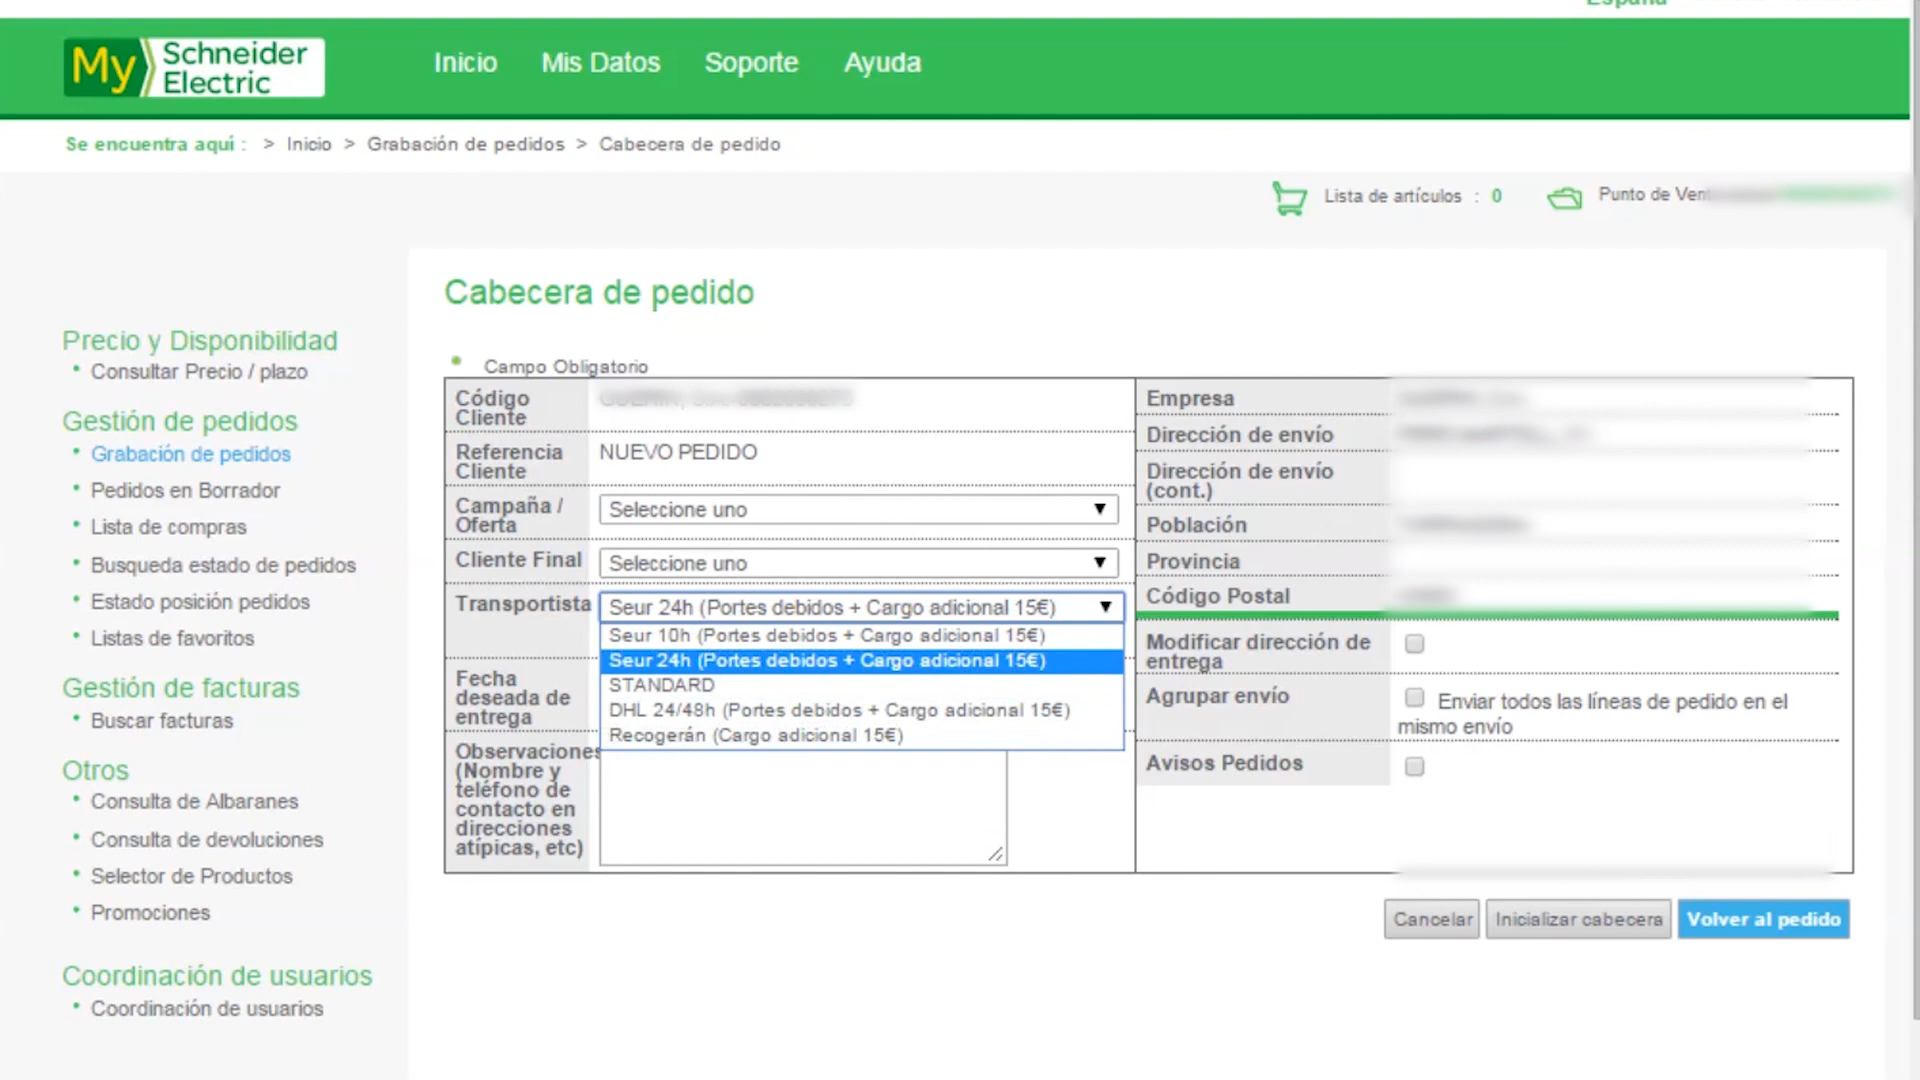 España
My Schneider
Electric
Inicio Mis Datos Soporte Ayuda
Se encuentra aquí : > Inicio > Grabación de pedidos > Cabecera de pedido
Lista de artículos : 0 Punto de
Cabecera de pedido
Precio y Disponibilidad
Consultar Precio / plazo
Gestión de pedidos
Grabación de pedidos
Pedidos en Borrador
Lista de compras
Busqueda estado de pedidos
Estado posición pedidos
Listas de favoritos
Gestión de facturas
Buscar facturas
Otros
Consulta de Albaranes
Consulta de devoluciones
Selector de Productos
Promociones
Coordinación de usuarios
Coordinación de usuarios
Campo Obligatorio
Código
Cliente
Referencia
Cliente
NUEVO PEDIDO
Campaña /
Oferta
Seleccione uno
Cliente Final
Seleccione uno
Transportista
Seur 24h (Portes debidos + Cargo adicional 15€)
Seur 10h (Portes debidos + Cargo adicional 15€)
Seur 24h (Portes debidos + Cargo adicional 15€)
STANDARD
DHL 24/48h (Portes debidos + Cargo adicional 15€)
Recogerán (Cargo adicional 15€)
Fecha
deseada de
entrega
Observaciones
(Nombre y
teléfono de
contacto en
direcciones
atípicas, etc)
Empresa
Dirección de envío
Dirección de envío
(cont.)
Población
Provincia
Código Postal
Modificar dirección de
entrega
Agrupar envío
Enviar todos las líneas de pedido en el
mismo envío
Avisos Pedidos
Cancelar Inicializar cabecera Volver al pedido